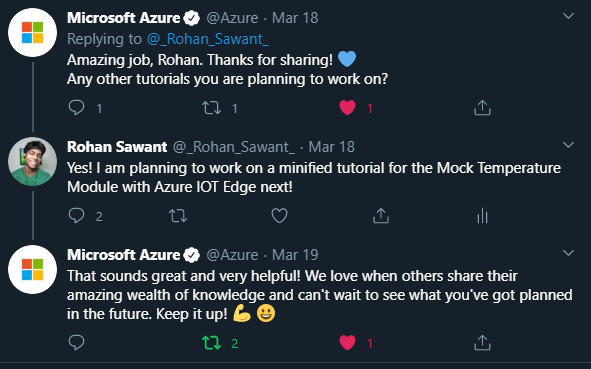 Microsoft Azure @Azure · Mar 18
Replying to @_Rohan_Sawant_
Amazing job, Rohan. Thanks for sharing! 💙
Any other tutorials you are planning to work on?
1 1 1
Rohan Sawant @_Rohan_Sawant_ · Mar 18
Yes! I am planning to work on a minified tutorial for the Mock Temperature
Module with Azure IOT Edge next!
2
Microsoft Azure @Azure · Mar 19
That sounds great and very helpful! We love when others share their
amazing wealth of knowledge and can't wait to see what you've got planned
in the future. Keep it up! 💪 😀
2 1